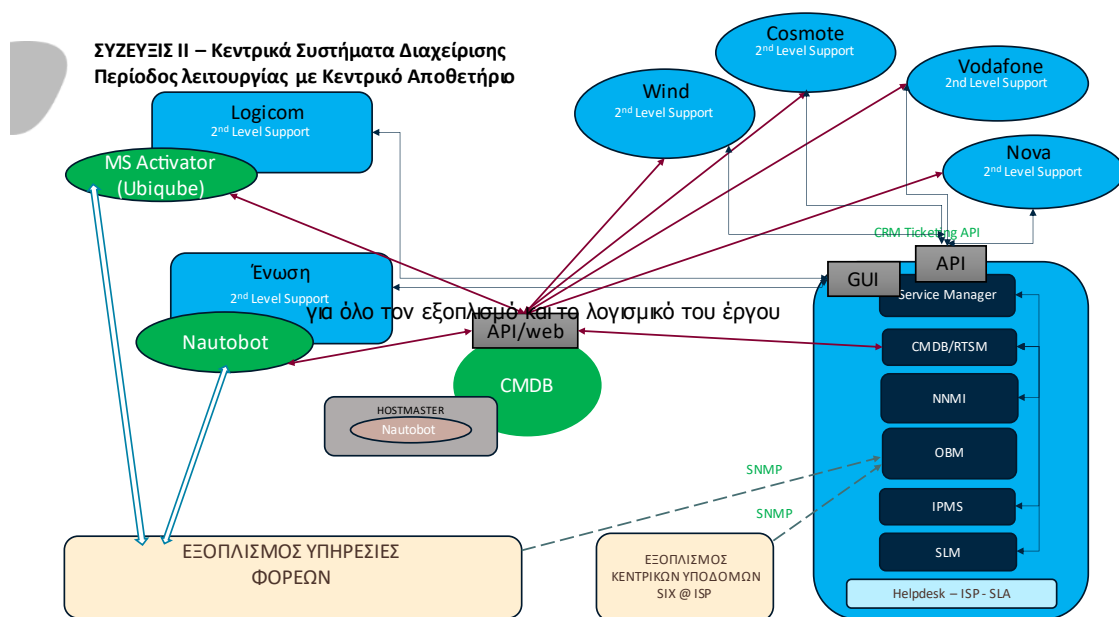 ΣΥΖΕΥΞΙΣ ΙΙ – Κεντρικά Συστήματα Διαχείρισης
Περίοδος λειτουργίας με Κεντρικό Αποθετήριο
Cosmote
2nd Level Support
Vodafone
2nd Level Support
Wind
2nd Level Support
Logicom
2nd Level Support
MS Activator
(Ubiqube)
Nova
2nd Level Support
CRM Ticketing API
API
GUI
Ένωση
2nd Level Support
Service Manager
για όλο τον εξοπλισμό και το λογισμικό του έργου
Nautobot
API/web
CMDB
CMDB/RTSM
NNMI
HOSTMASTER
Nautobot
OBM
SNMP
SNMP
IPMS
SLM
ΕΞΟΠΛΙΣΜΟΣ ΥΠΗΡΕΣΙΕΣ
ΦΟΡΕΩΝ
ΕΞΟΠΛΙΣΜΟΣ
ΚΕΝΤΡΙΚΩΝ ΥΠΟΔΟΜΩΝ
SIX @ ISP
Helpdesk – ISP - SLA